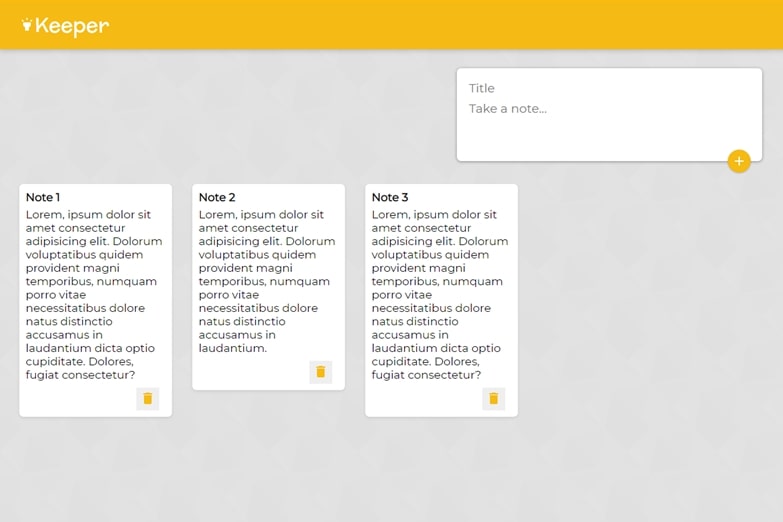 Keeper
Title
Take a note...
+
Note 1
Lorem, ipsum dolor sit
amet consectetur
adipisicing elit. Dolorum
voluptatibus quidem
provident magni
temporibus, numquam
porro vitae
necessitatibus dolore
natus distinctio
accusamus in
laudantium dicta optio
cupiditate. Dolores,
fugiat consectetur?
Note 2
Lorem, ipsum dolor sit
amet consectetur
adipisicing elit. Dolorum
voluptatibus quidem
provident magni
temporibus, numquam
porro vitae
necessitatibus dolore
natus distinctio
accusamus in
laudantium.
Note 3
Lorem, ipsum dolor sit
amet consectetur
adipisicing elit. Dolorum
voluptatibus quidem
provident magni
temporibus, numquam
porro vitae
necessitatibus dolore
natus distinctio
accusamus in
laudantium dicta optio
cupiditate. Dolores,
fugiat consectetur?